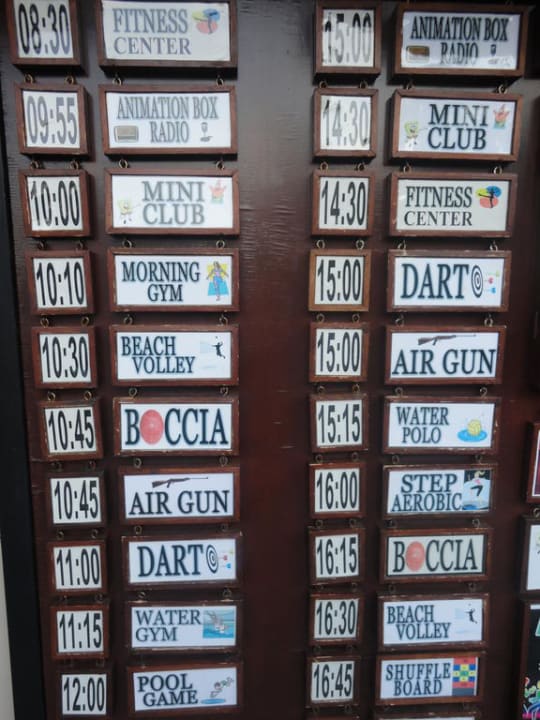 08:30
FITNESS
CENTER
09:55
ANIMATION BOX
RADIO
10:00
MINI
CLUB
10:10
MORNING
GYM
10:30
BEACH
VOLLEY
10:45
BOCCIA
10:45
AIR GUN
11:00
DART
11:15
WATER
GYM
12:00
POOL
GAME
15:00
ANIMATION BOX
RADIO
14:30
MINI
CLUB
14:30
FITNESS
CENTER
15:00
DART
15:00
AIR GUN
15:15
WATER
POLO
16:00
STEP
AEROBIC
16:15
BOCCIA
16:30
BEACH
VOLLEY
16:45
SHUFFLE
BOARD